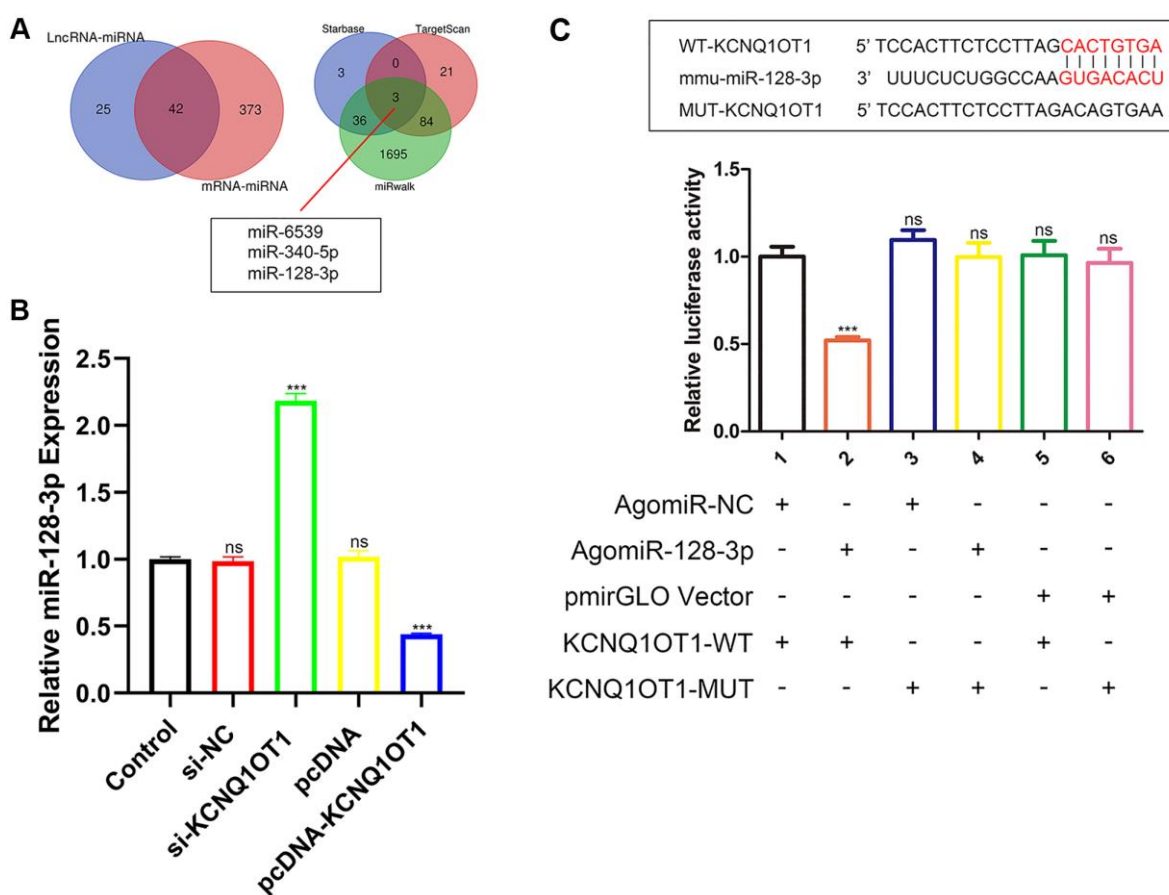 A
LncRNA-miRNA
25
42
373
mRNA-miRNA
Starbase
TargetScan
3
0
21
3
36
84
1695
miRwalk
miR-6539
miR-340-5p
miR-128-3p
B
Relative miR-128-3p Expression
2.5
2.0
1.5
1.0
0.5
0.0
ns
***
ns
***
Control
si-NC
si-KCNQ1OT1
pcDNA
pcDNA-KCNQ1OT1
C
WT-KCNQ1OT1 5' TCCACTTCTCCTTAGCACTGTGA
mmu-miR-128-3p 3' UUUCUCUGGCCAAGUGACACU
MUT-KCNQ1OT1 5' TCCACTTCTCCTTAGACAGTGAA
Relative luciferase activity
1.5
1.0
0.5
0.0
***
ns
ns
ns
ns
1 2 3 4 5 6
AgomiR-NC + - + - - -
AgomiR-128-3p - + - + - -
pmirGLO Vector - - - - + +
KCNQ1OT1-WT + + - - + -
KCNQ1OT1-MUT - - + + - +